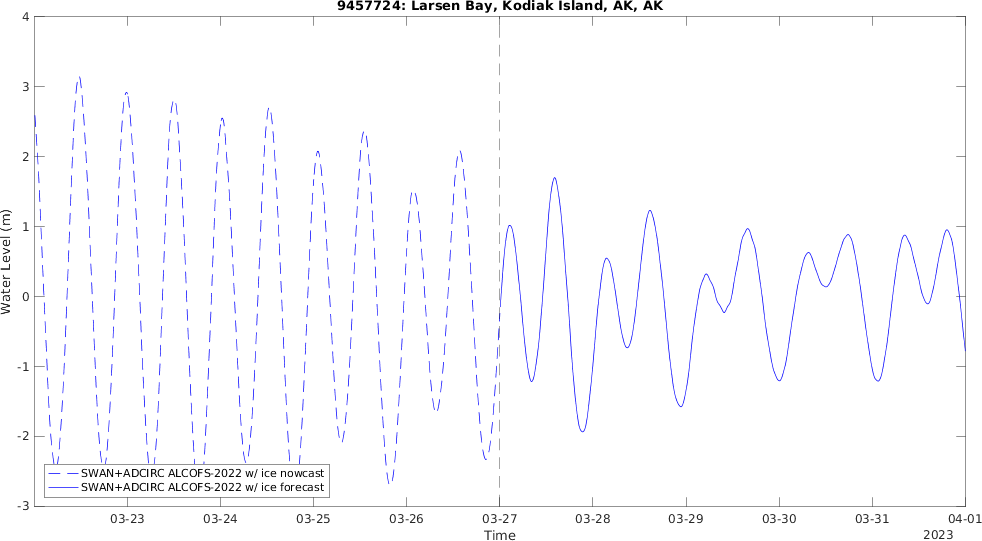 9457724: Larsen Bay, Kodiak Island, AK, AK
Water Level (m)
4
3
2
1
0
-1
-2
-3
SWAN+ADCIRC ALCOFS-2022 w/ ice nowcast
SWAN+ADCIRC ALCOFS-2022 w/ ice forecast
03-23 03-24 03-25 03-26 03-27 03-28 03-29 03-30 03-31 04-01
Time
2023